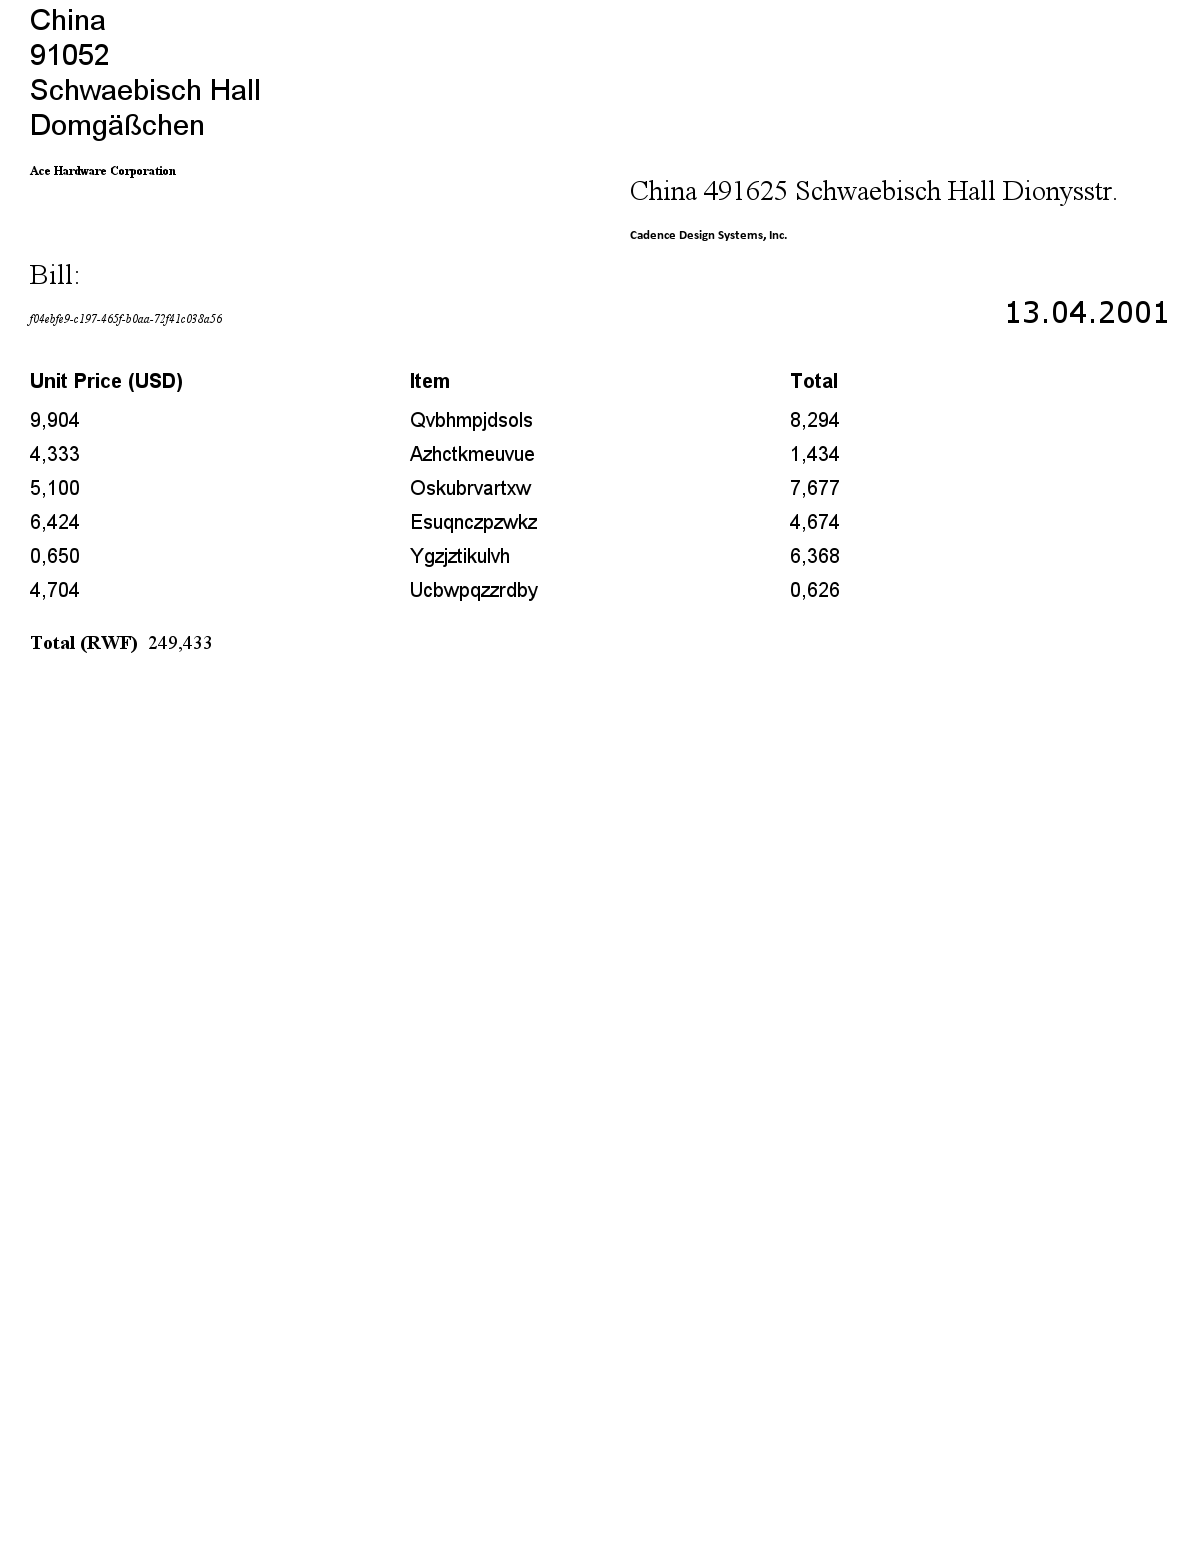 China
91052
Schwaebisch Hall
Domgäßchen
Ace Hardware Corporation
China 491625 Schwaebisch Hall Dionysstr.
Cadence Design Systems, Inc.
Bill:
f04ebfe9-c197-465f-b0aa-72f41c038a56
13.04.2001
Unit Price (USD) Item Total
9,904 Qvbhmpjdsols 8,294
4,333 Azhctkmeuvue 1,434
5,100 Oskubrvartxw 7,677
6,424 Esuqnczpzwkz 4,674
0,650 Ygzjztikulvh 6,368
4,704 Ucbwpqzzrdby 0,626
Total (RWF) 249,433